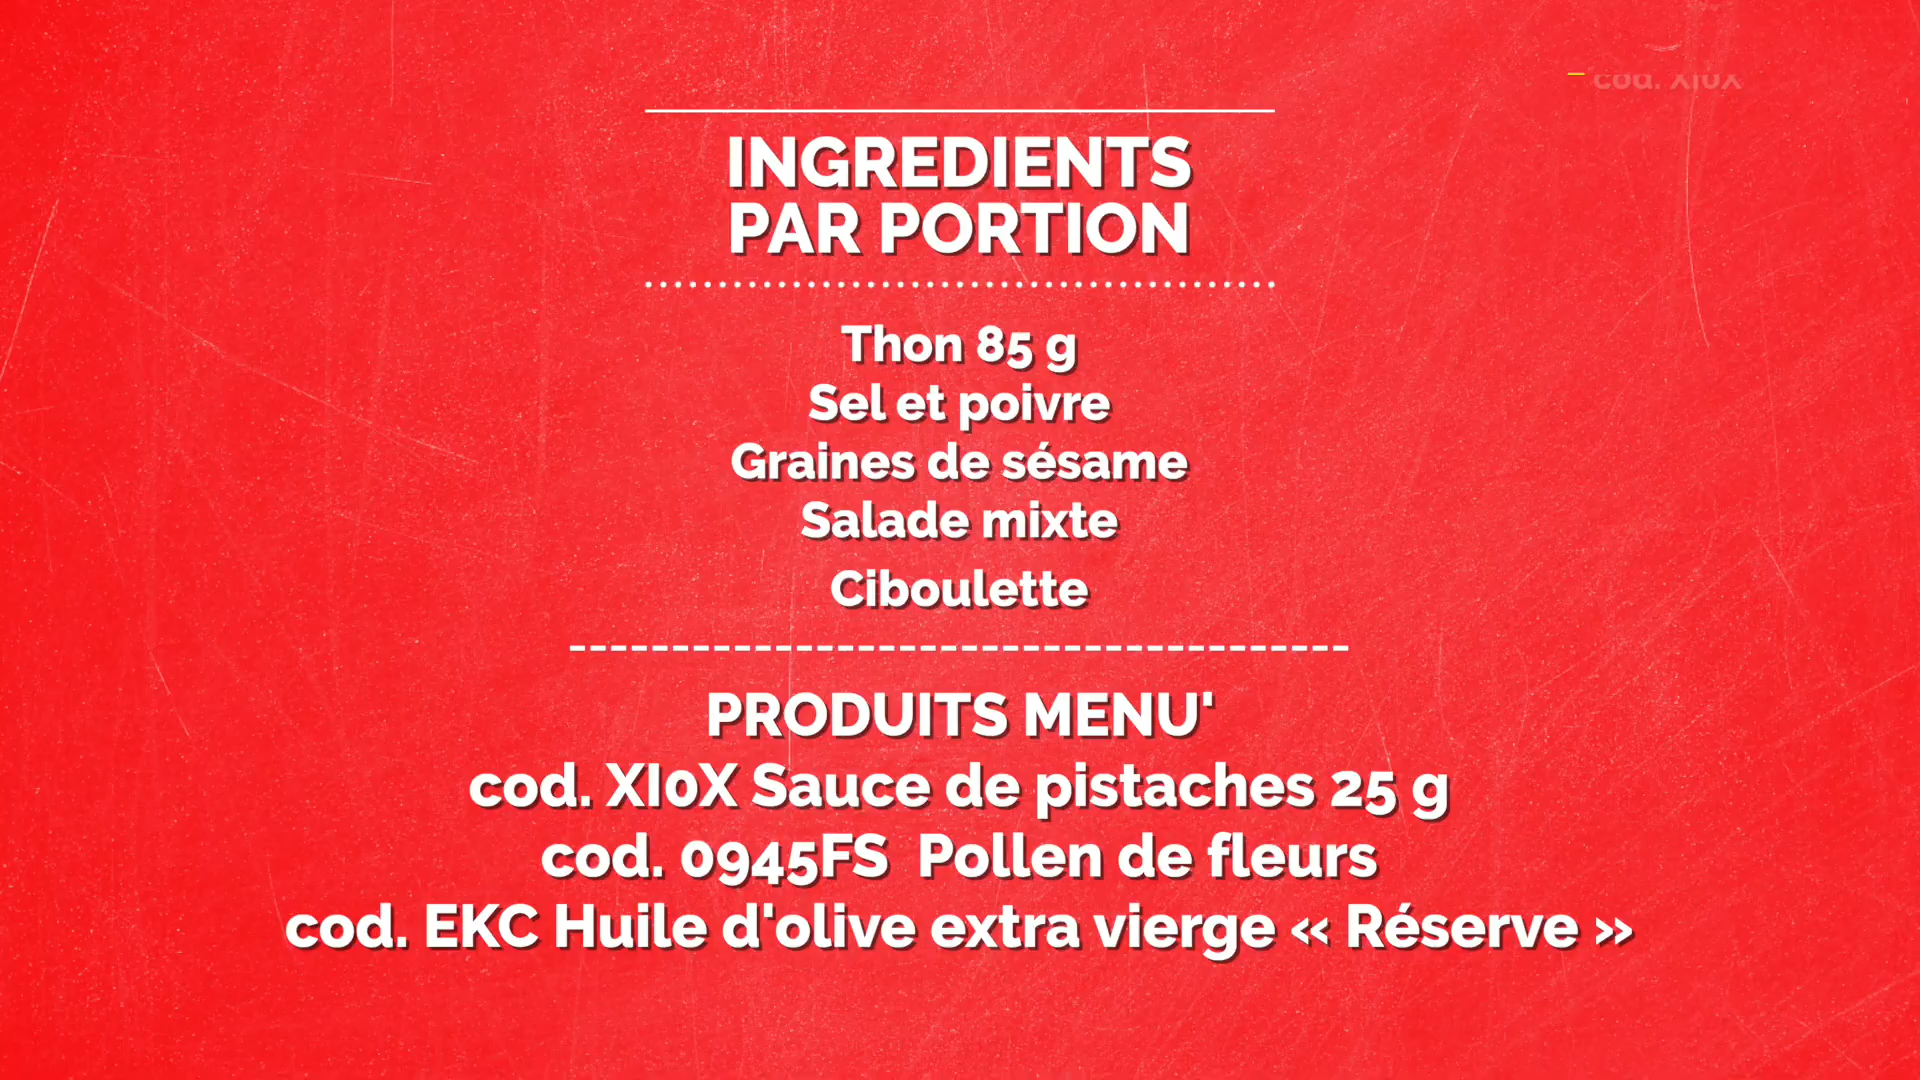 INGREDIENTS
PAR PORTION
Thon 85 g
Sel et poivre
Graines de sésame
Salade mixte
Ciboulette
PRODUITS MENU'
cod. XI0X Sauce de pistaches 25 g
cod. 0945FS  Pollen de fleurs
cod. EKC Huile d'olive extra vierge « Réserve »